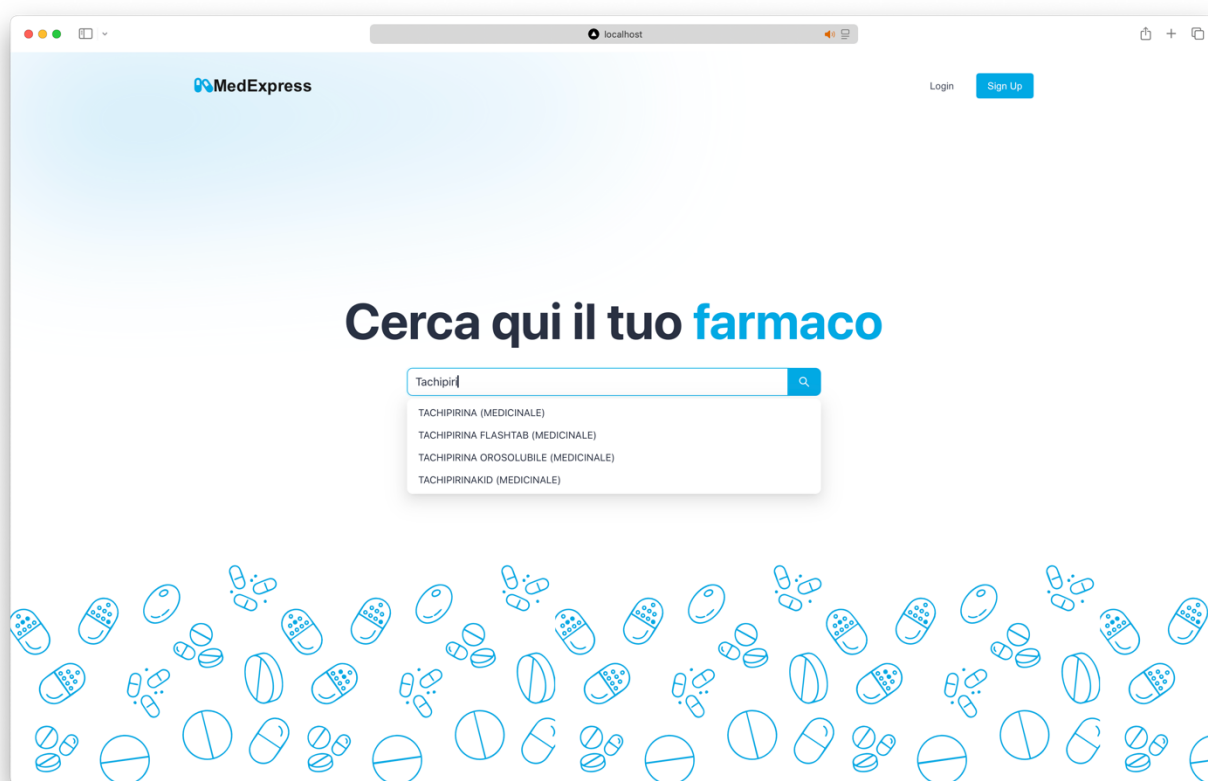 localhost
MedExpress
Login
Sign Up
Cerca qui il tuo farmaco
Tachipiri
TACHIPIRINA (MEDICINALE)
TACHIPIRINA FLASHTAB (MEDICINALE)
TACHIPIRINA OROSOLUBILE (MEDICINALE)
TACHIPIRINAKID (MEDICINALE)